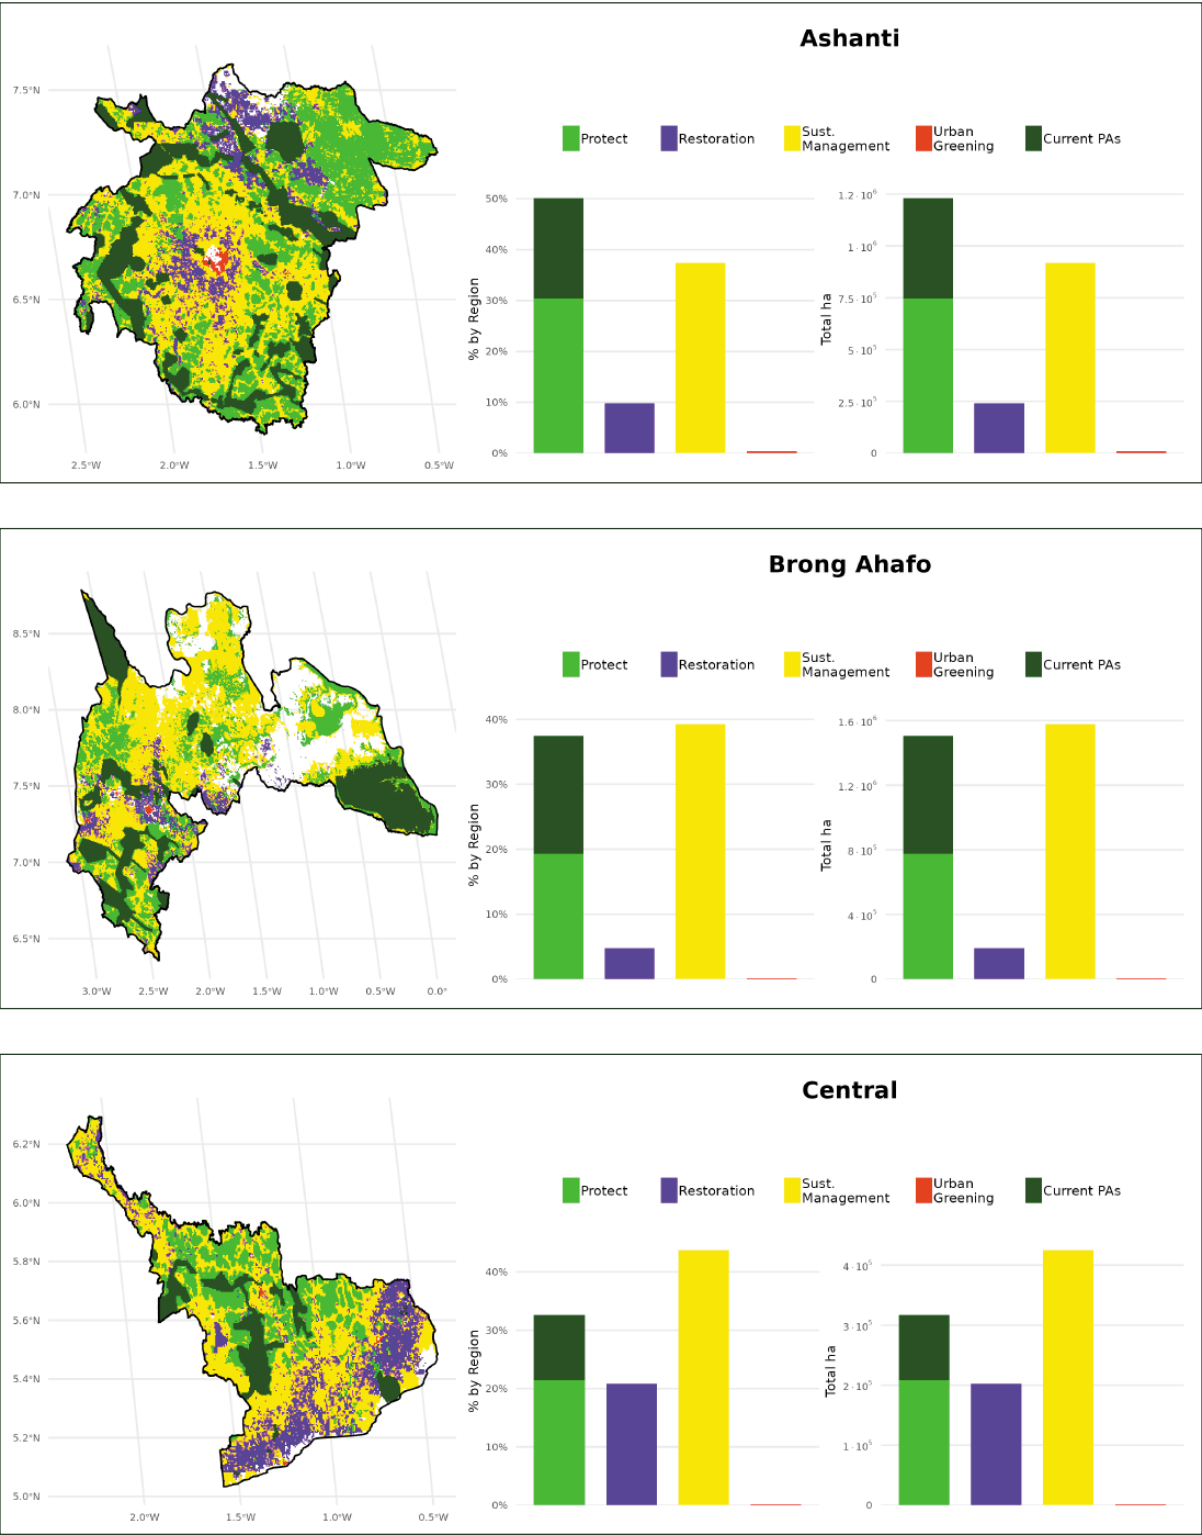 Ashanti
Protect
Restoration
Sust.
Management
Urban
Greening
Current PAs
7.5°N
7.0°N
6.5°N
6.0°N
2.5°W 2.0°W 1.5°W 1.0°W 0.5°W
% by Region
50%
40%
30%
20%
10%
0%
Total ha
1.2·10⁶
1·10⁶
7.5·10⁵
5·10⁵
2.5·10⁵
0
Brong Ahafo
Protect
Restoration
Sust.
Management
Urban
Greening
Current PAs
8.5°N
8.0°N
7.5°N
7.0°N
6.5°N
3.0°W 2.5°W 2.0°W 1.5°W 1.0°W 0.5°W 0.0°
% by Region
40%
30%
20%
10%
0%
Total ha
1.6·10⁶
1.2·10⁶
8·10⁵
4·10⁵
0
Central
Protect
Restoration
Sust.
Management
Urban
Greening
Current PAs
6.2°N
6.0°N
5.8°N
5.6°N
5.4°N
5.2°N
5.0°N
2.0°W 1.5°W 1.0°W 0.5°W
% by Region
40%
30%
20%
10%
0%
Total ha
4·10⁵
3·10⁵
2·10⁵
1·10⁵
0